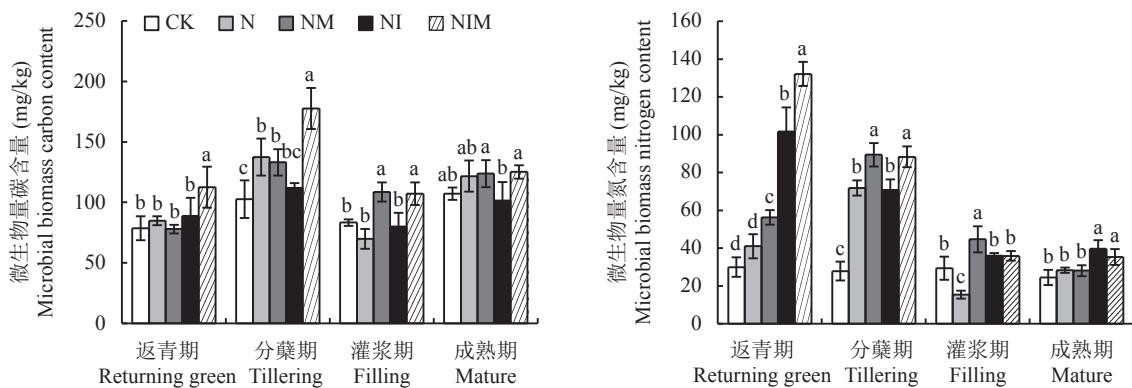 微生物量碳含量 (mg/kg)
Microbial biomass carbon content
250
200
150
100
50
0
CK N NM NI NIM
b b b b a
c b b bc a
b b a b a
ab ab a b a
返青期 分蘖期 灌浆期 成熟期
Returning green Tillering Filling Mature
微生物量氮含量 (mg/kg)
Microbial biomass nitrogen content
160
140
120
100
80
60
40
20
0
d d c b a
c b a b a
b c a b b
b b b a a
返青期 分蘖期 灌浆期 成熟期
Returning green Tillering Filling Mature